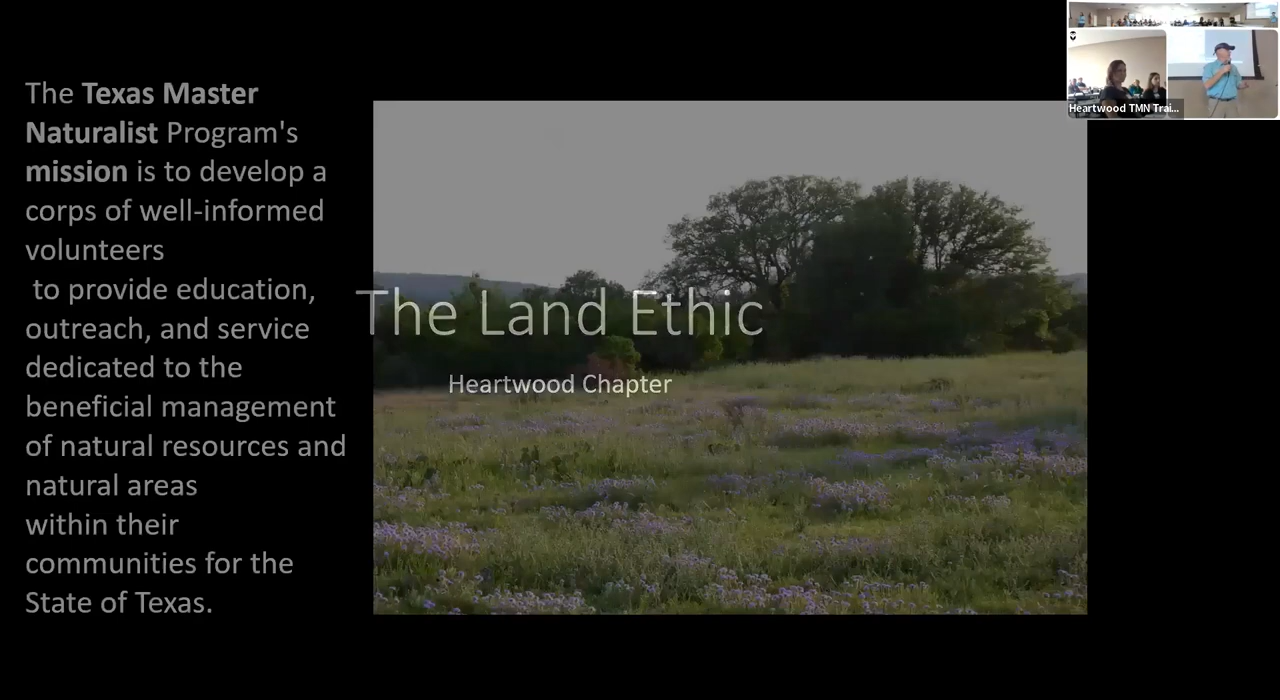 The Texas Master
Naturalist Program's
mission is to develop a
corps of well-informed
volunteers
to provide education,
outreach, and service
dedicated to the
beneficial management
of natural resources and
natural areas
within their
communities for the
State of Texas.
The Land Ethic
Heartwood Chapter
Heartwood TMN Trai...